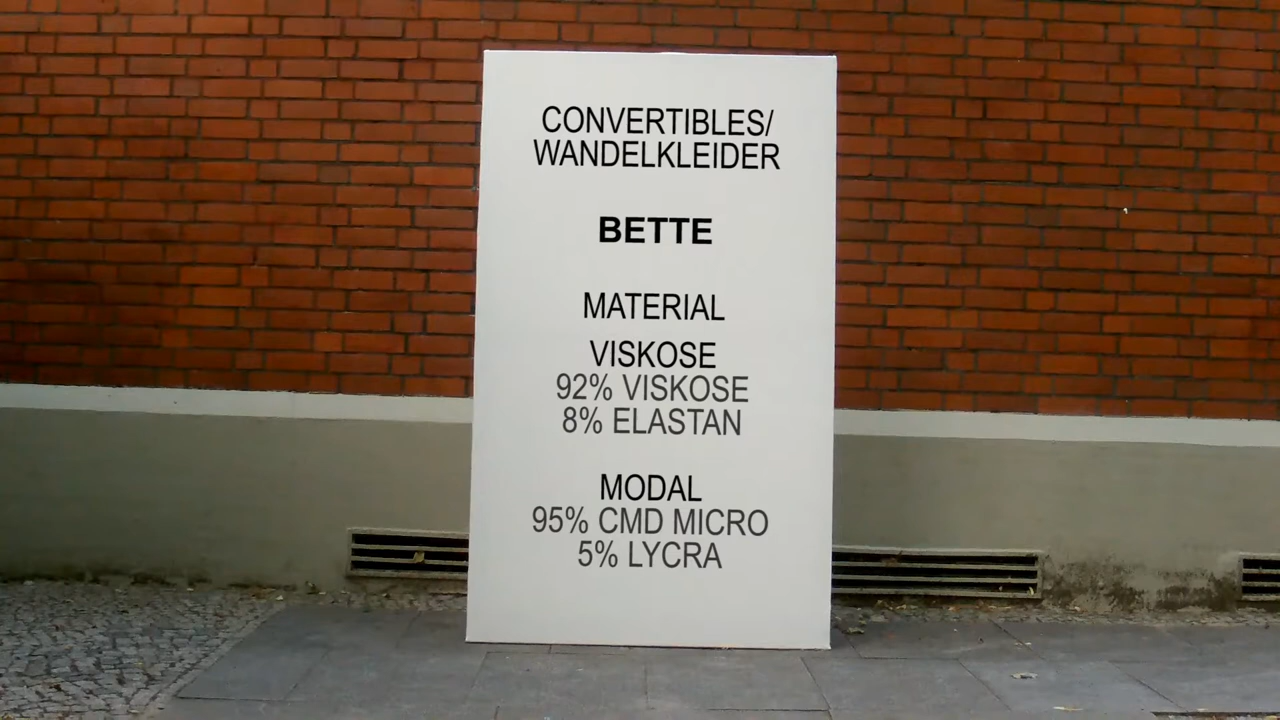 CONVERTIBLES/
WANDELKLEIDER
BETTE
MATERIAL
VISKOSE
92% VISKOSE
8% ELASTAN
MODAL
95% CMD MICRO
5% LYCRA